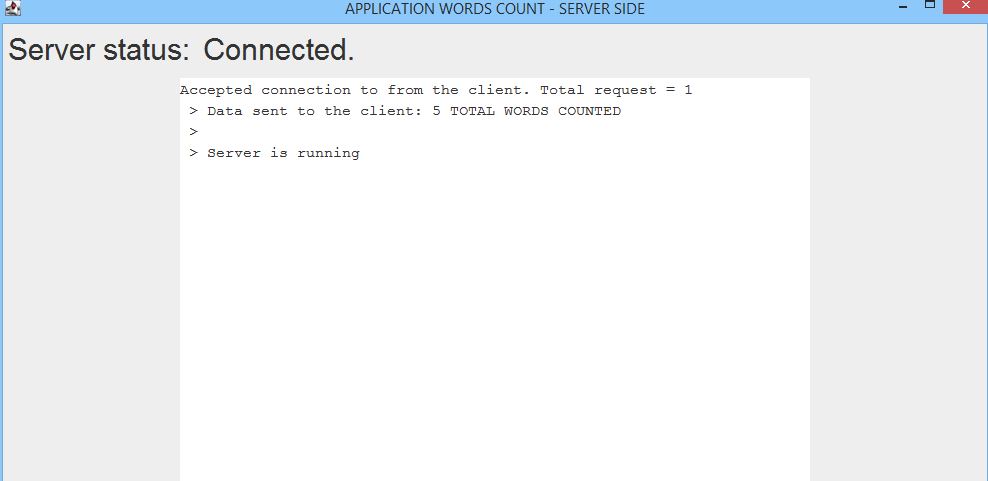 APPLICATION WORDS COUNT - SERVER SIDE
Server status: Connected.
Accepted connection to from the client. Total request = 1
> Data sent to the client: 5 TOTAL WORDS COUNTED
>
> Server is running